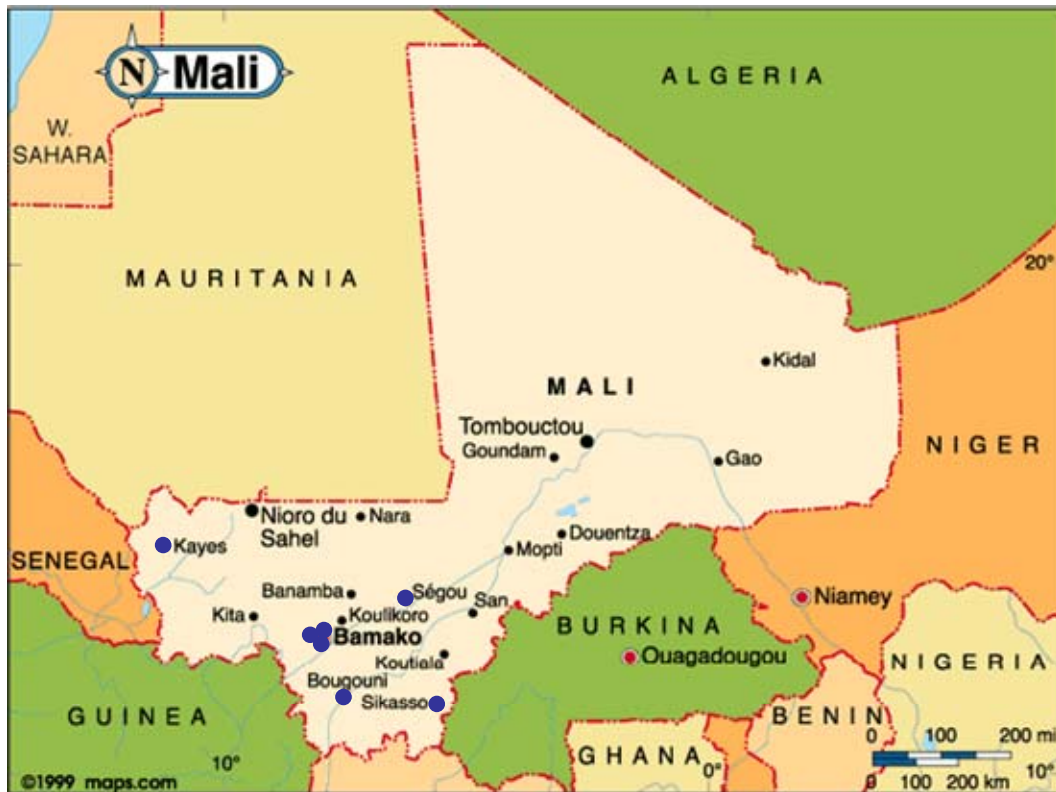 N Mali
ALGERIA
W.
SAHARA
MAURITANIA
20°
Kidal
MALI
Tombouctou
Goundam
Gao
NIGER
Nioro du
Sahel
Nara
Kayes
SENEGAL
Douentza
Mopti
Banamba
Ségou
San
Niamey
Kita
Koulikoro
Bamako
BURKINA
Koutiala
Ouagadougou
NIGERIA
Bougouni
Sikasso
GUINEA
BENIN
GHANA
0 100 200 mi
0 100 200 km
10°
0°
10°
©1999 maps.com